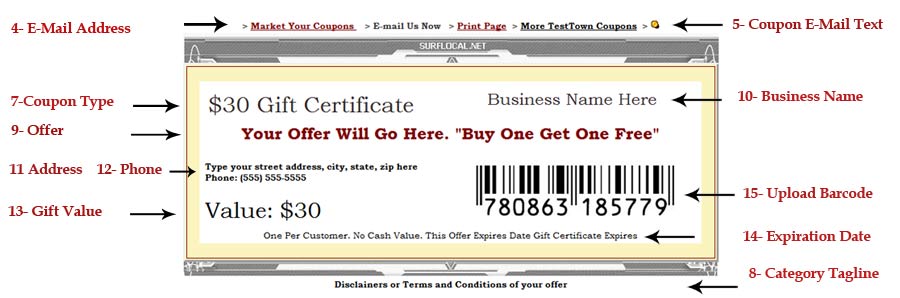 4- E-Mail Address
> Market Your Coupons > E-mail Us Now > Print Page > More TestTown Coupons >
5- Coupon E-Mail Text
SURFLOCAL.NET
7-Coupon Type
$30 Gift Certificate
Business Name Here
10- Business Name
9- Offer
Your Offer Will Go Here. "Buy One Get One Free"
11 Address 12- Phone
Type your street address, city, state, zip here
Phone: (555) 555-5555
780863 185779
15- Upload Barcode
13- Gift Value
Value: $30
One Per Customer. No Cash Value. This Offer Expires Date Gift Certificate Expires
14- Expiration Date
8- Category Tagline
Disclainers or Terms and Conditions of your offer